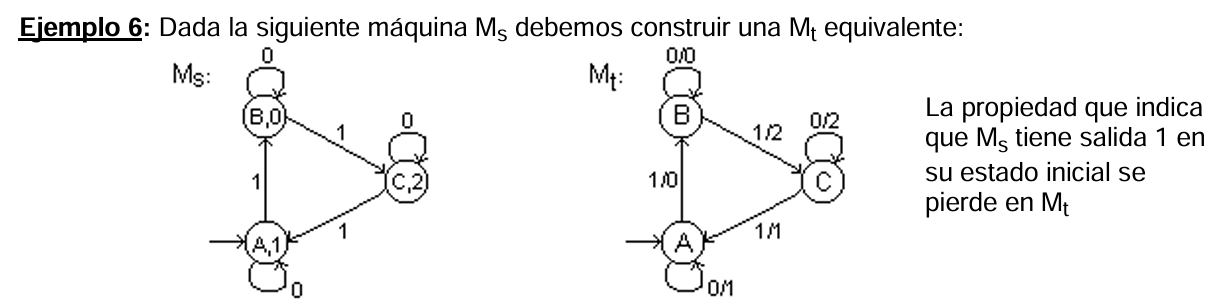 Ejemplo 6: Dada la siguiente máquina Ms debemos construir una Mt equivalente:
Ms:
0
B,0
1
0
C,2
1
1
A,1
0
Mt:
0/0
B
1/2
0/2
C
1/0
1/1
A
0/1
La propiedad que indica
que Ms tiene salida 1 en
su estado inicial se
pierde en Mt